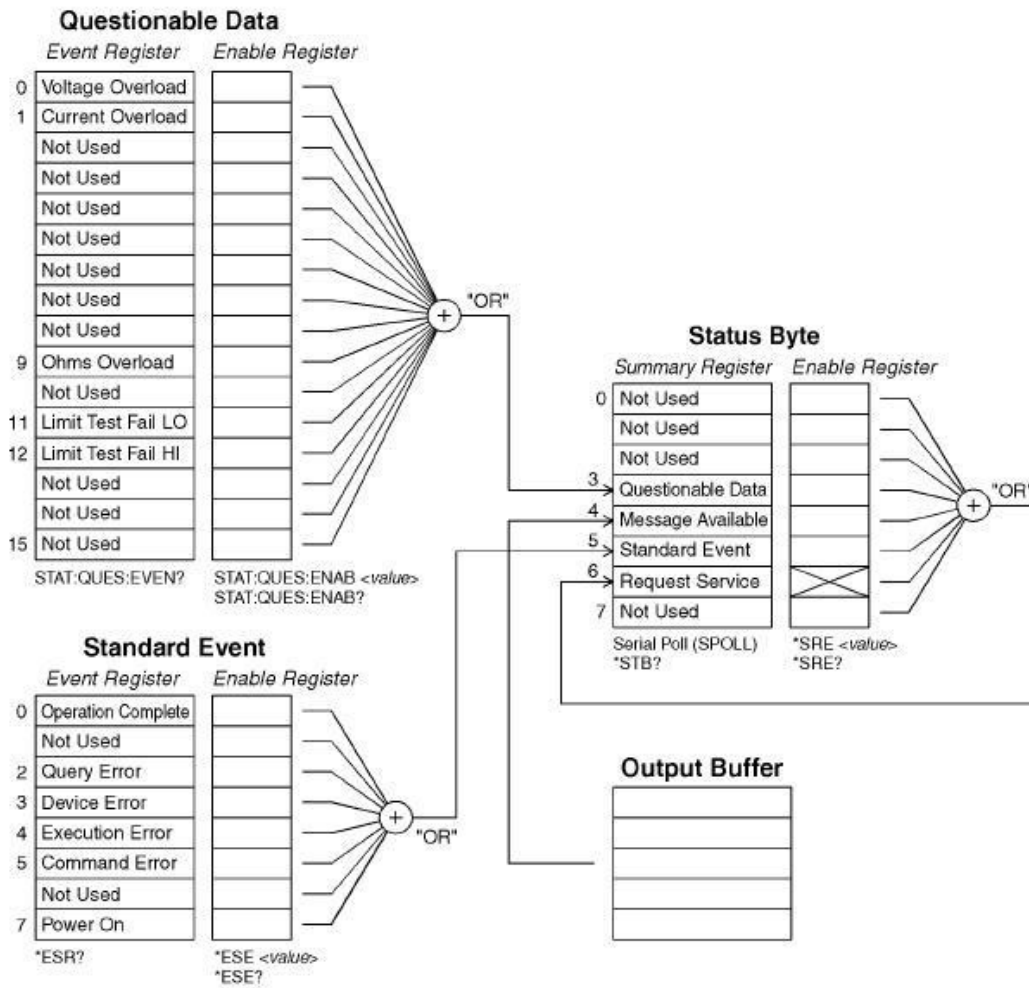 Questionable Data
Event Register Enable Register
0 Voltage Overload
1 Current Overload
Not Used
Not Used
Not Used
Not Used
Not Used
Not Used
Not Used
9 Ohms Overload
Not Used
11 Limit Test Fail LO
12 Limit Test Fail HI
Not Used
Not Used
15 Not Used
STAT:QUES:EVEN? STAT:QUES:ENAB <value>
STAT:QUES:ENAB?
+ "OR"
Standard Event
Event Register Enable Register
0 Operation Complete
Not Used
2 Query Error
3 Device Error
4 Execution Error
5 Command Error
Not Used
7 Power On
*ESR? *ESE <value>
*ESE?
+ "OR"
Status Byte
Summary Register Enable Register
0 Not Used
Not Used
Not Used
3 Questionable Data
4 Message Available
5 Standard Event
6 Request Service
7 Not Used
Serial Poll (SPOLL) *SRE <value>
*STB? *SRE?
+ "OR"
Output Buffer